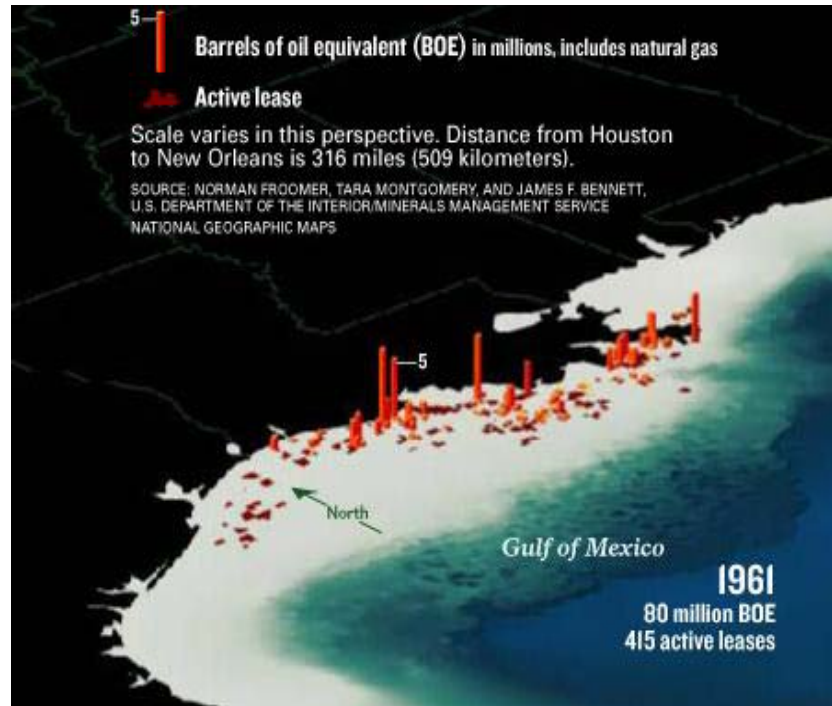 5
Barrels of oil equivalent (BOE) in millions, includes natural gas
Active lease
Scale varies in this perspective. Distance from Houston
to New Orleans is 316 miles (509 kilometers).
SOURCE: NORMAN FROOMER, TARA MONTGOMERY, AND JAMES F. BENNETT,
U.S. DEPARTMENT OF THE INTERIOR/MINERALS MANAGEMENT SERVICE
NATIONAL GEOGRAPHIC MAPS
5
North
Gulf of Mexico
1961
80 million BOE
415 active leases